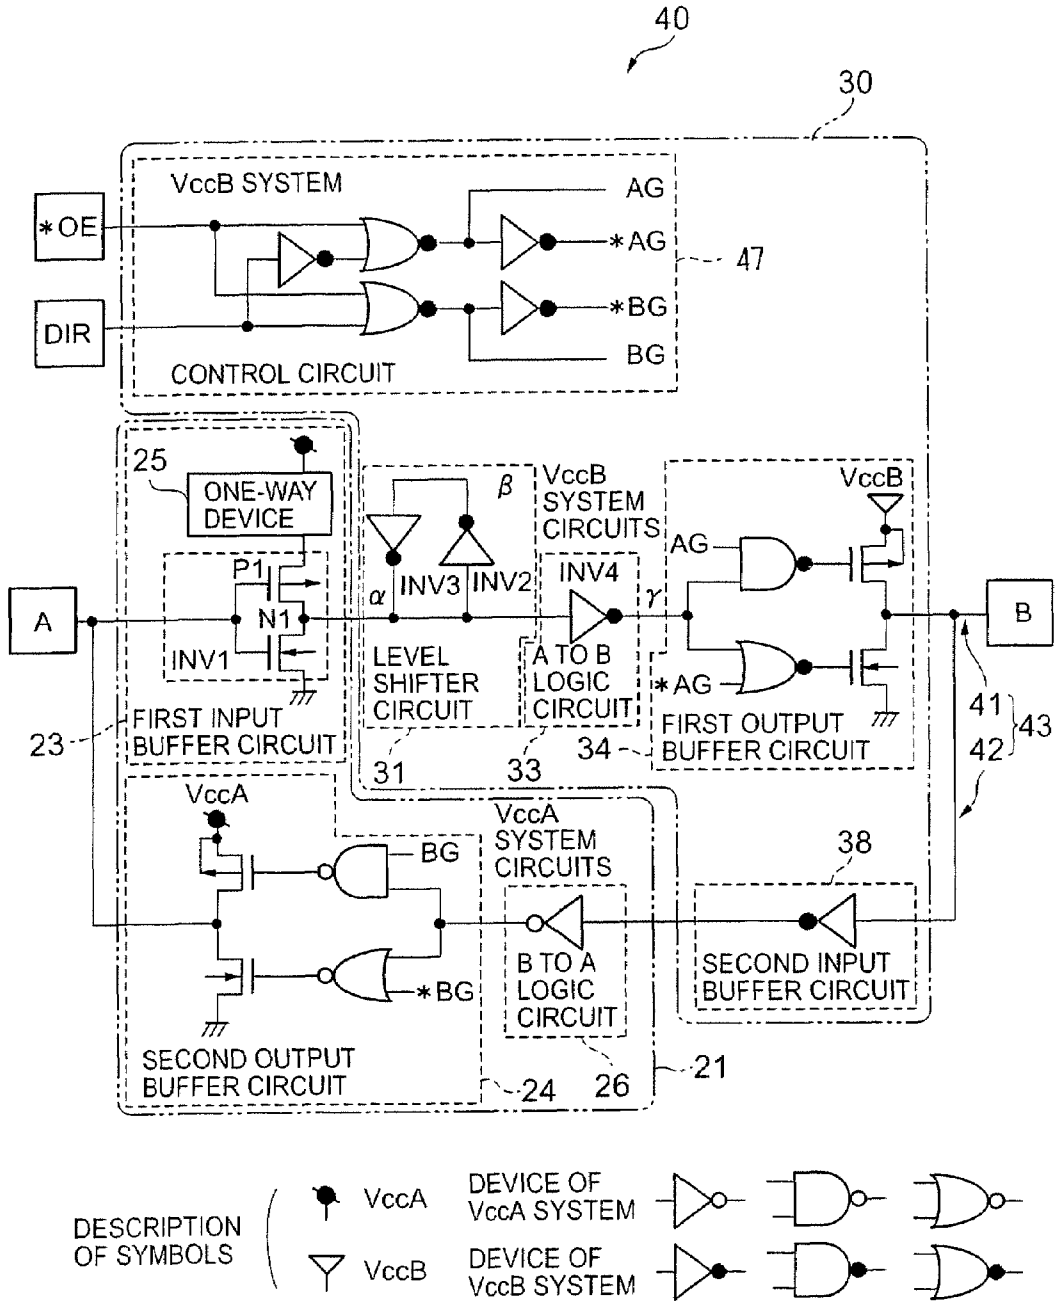 40
30
VccB SYSTEM
AG
*OE
*AG
47
DIR
*BG
BG
CONTROL CIRCUIT
25
ONE-WAY
DEVICE
P1
N1
INV1
A
FIRST INPUT
BUFFER CIRCUIT
23
β
α
INV3
INV2
LEVEL
SHIFTER
CIRCUIT
31
VccB
SYSTEM
CIRCUITS
INV4
γ
A TO B
LOGIC
CIRCUIT
33
VccB
AG
*AG
FIRST OUTPUT
BUFFER CIRCUIT
34
B
41
42
43
VccA
BG
*BG
SECOND OUTPUT
BUFFER CIRCUIT
24
VccA
SYSTEM
CIRCUITS
B TO A
LOGIC
CIRCUIT
26
21
38
SECOND INPUT
BUFFER CIRCUIT
DESCRIPTION
OF SYMBOLS
VccA
VccB
DEVICE OF
VccA SYSTEM
DEVICE OF
VccB SYSTEM